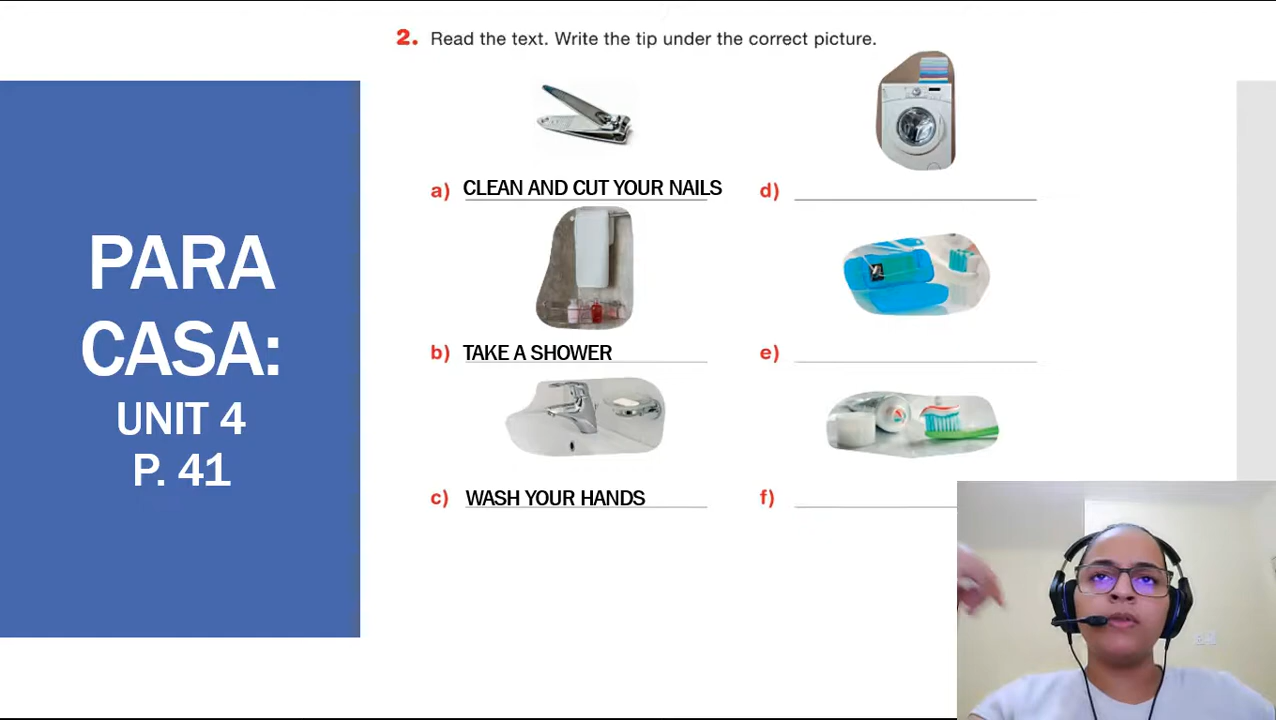 PARA
CASA:
UNIT 4
P. 41
2. Read the text. Write the tip under the correct picture.
a) CLEAN AND CUT YOUR NAILS
b) TAKE A SHOWER
c) WASH YOUR HANDS
d)
e)
f)